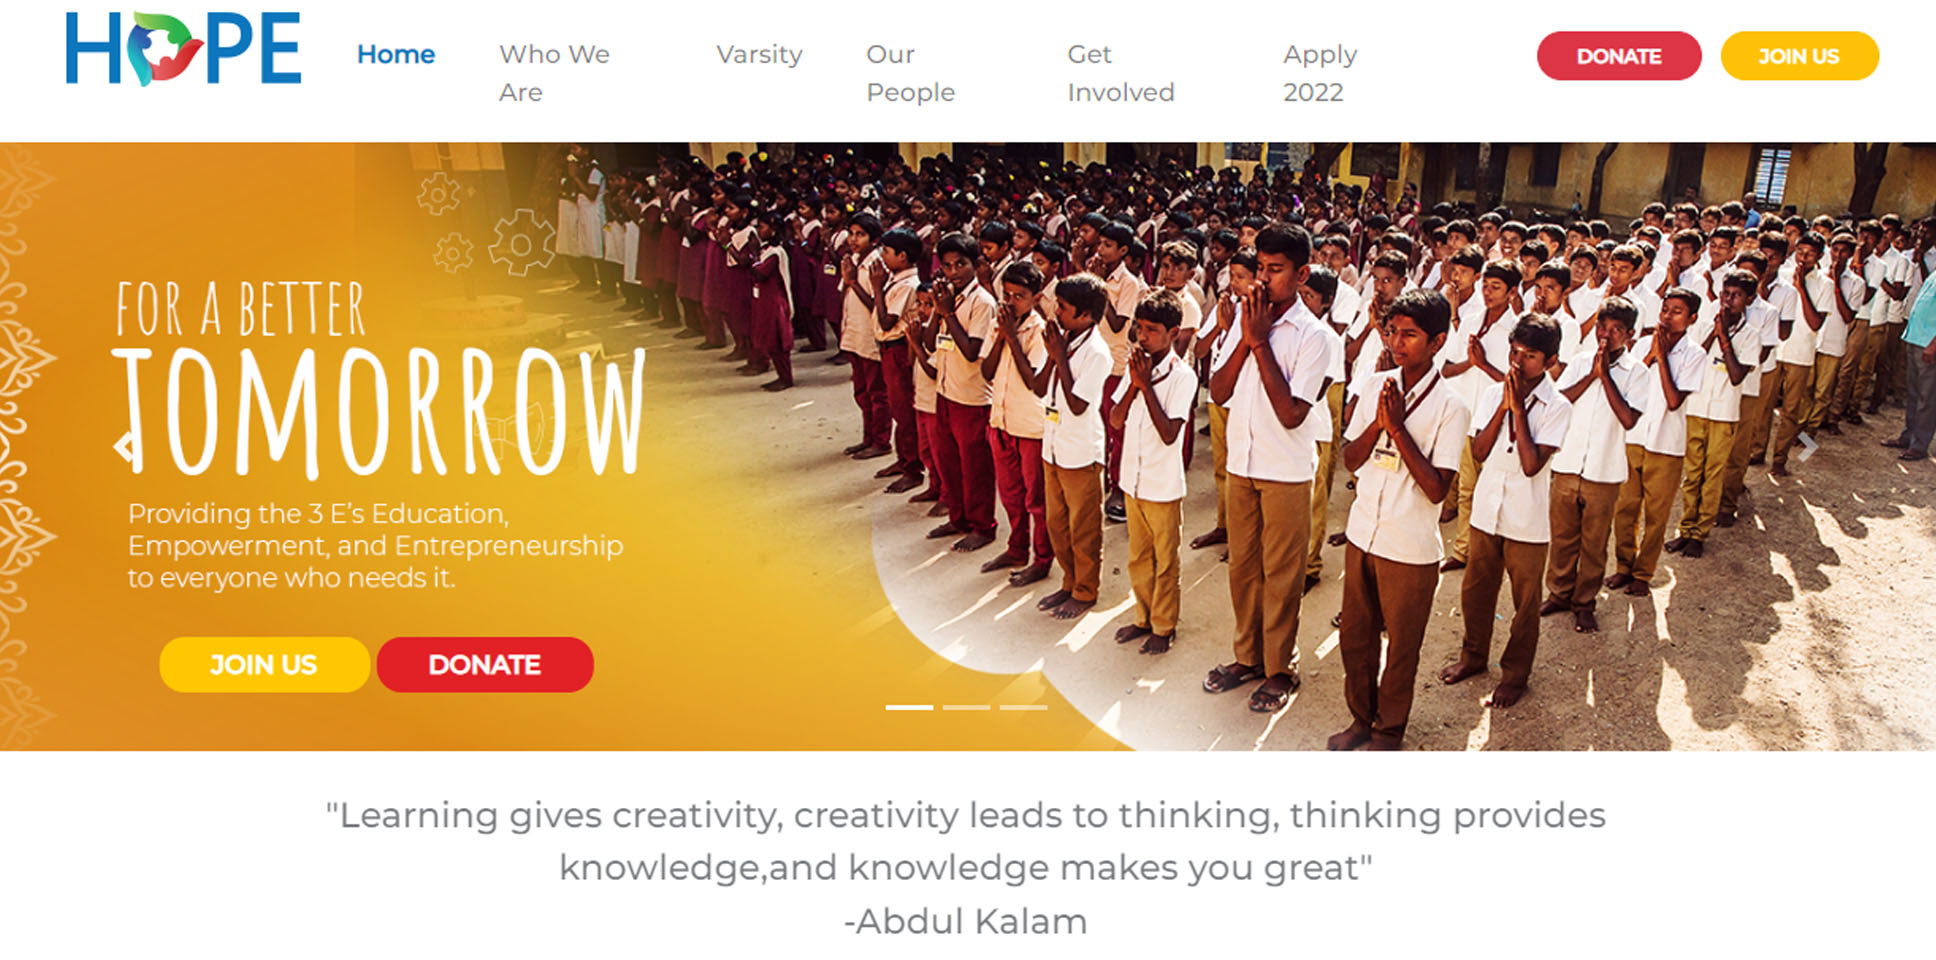 HOPE
Home
Who We
Are
Varsity
Our
People
Get
Involved
Apply
2022
DONATE
JOIN US
FOR A BETTER
TOMORROW
Providing the 3 E's Education,
Empowerment, and Entrepreneurship
to everyone who needs it.
JOIN US
DONATE
"Learning gives creativity, creativity leads to thinking, thinking provides
knowledge,and knowledge makes you great"
-Abdul Kalam